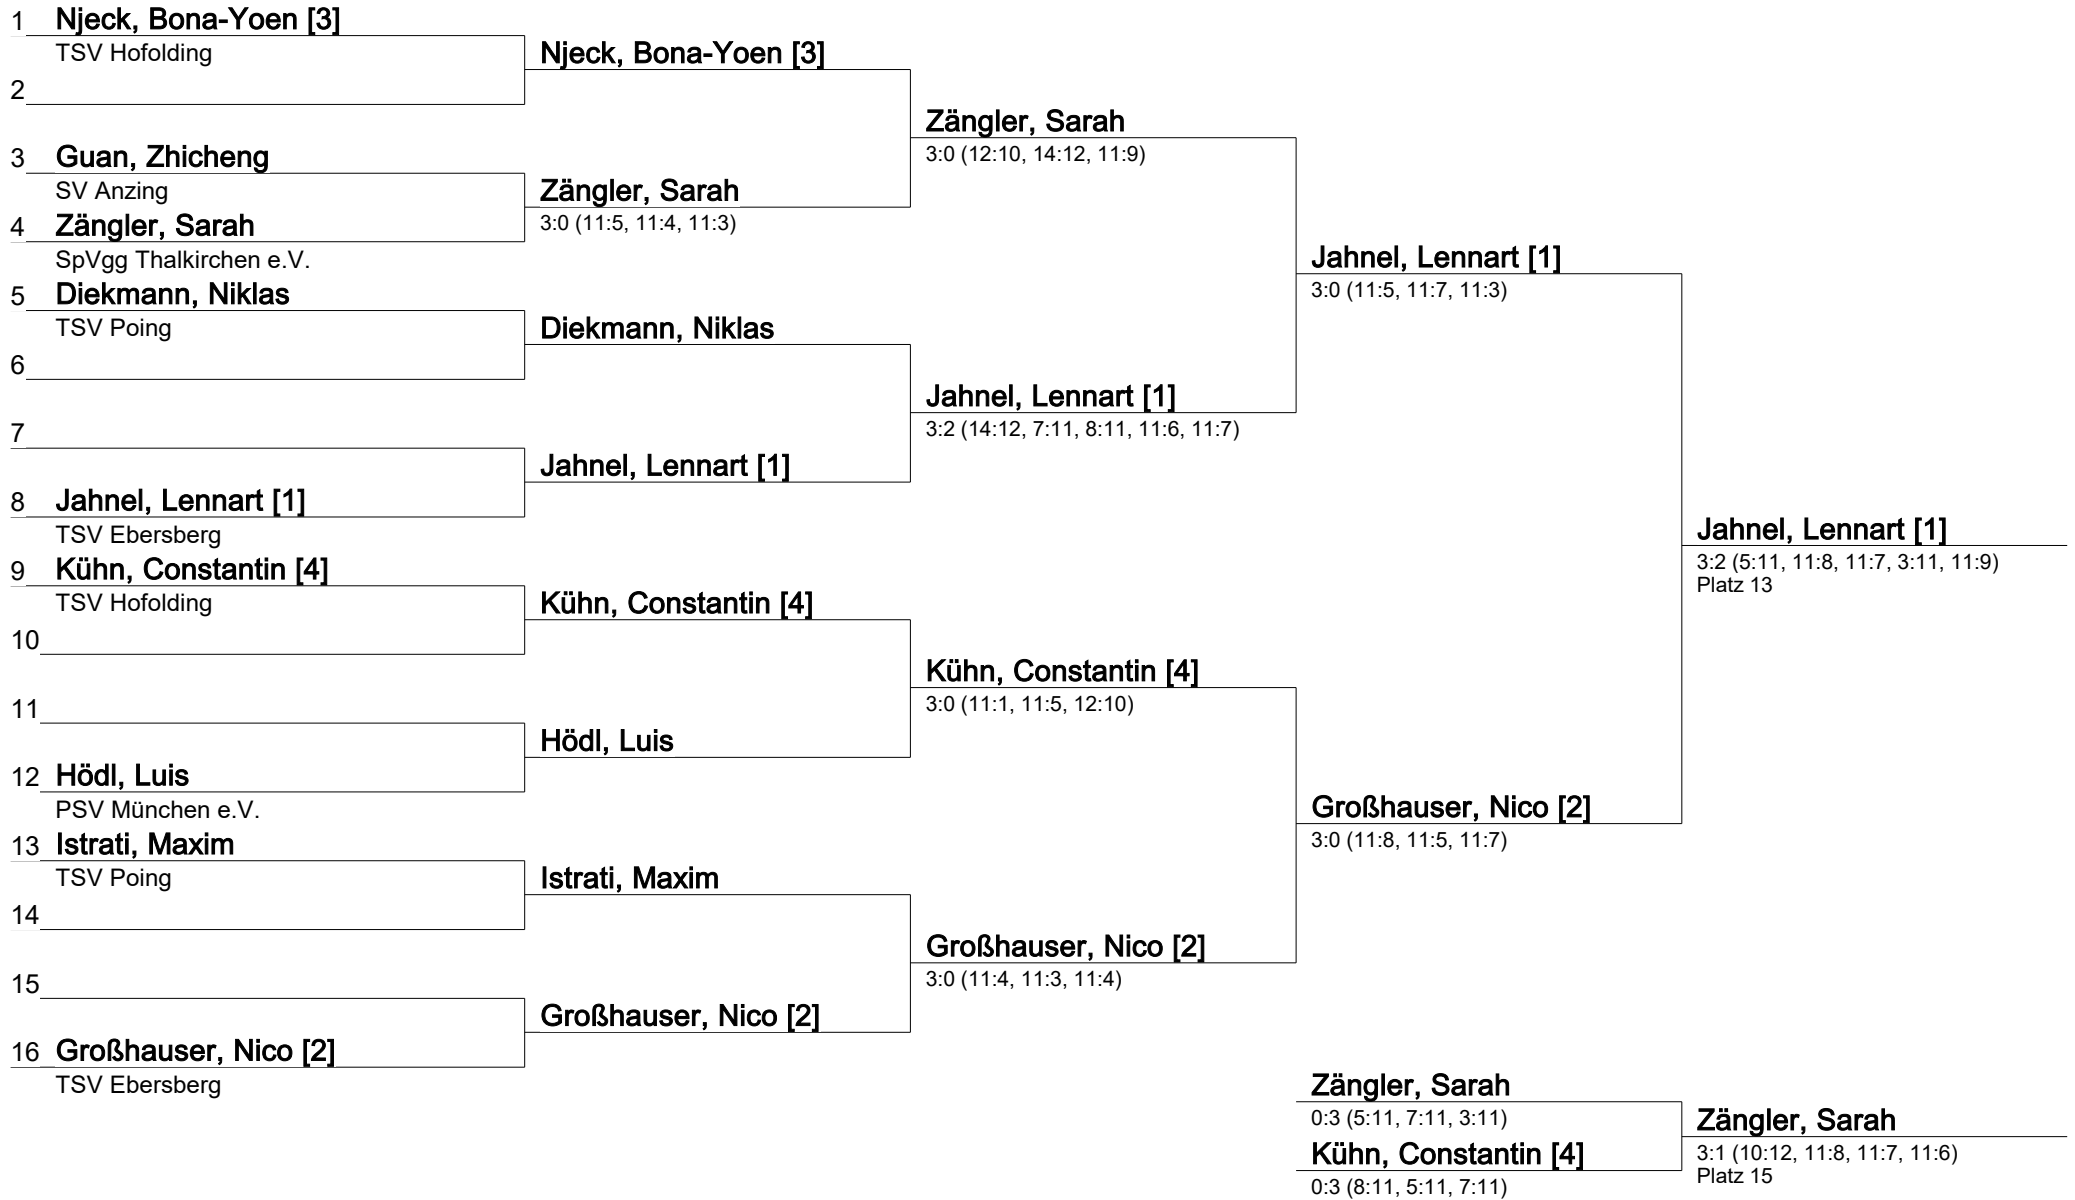 1 Njeck, Bona-Yoen [3]
TSV Hofolding
2
3 Guan, Zhicheng
SV Anzing
4 Zängler, Sarah
SpVgg Thalkirchen e.V.
5 Diekmann, Niklas
TSV Poing
6
7
8 Jahnel, Lennart [1]
TSV Ebersberg
9 Kühn, Constantin [4]
TSV Hofolding
10
11
12 Hödl, Luis
PSV München e.V.
13 Istrati, Maxim
TSV Poing
14
15
16 Großhauser, Nico [2]
TSV Ebersberg
Njeck, Bona-Yoen [3]
Zängler, Sarah
3:0 (11:5, 11:4, 11:3)
Diekmann, Niklas
Jahnel, Lennart [1]
Kühn, Constantin [4]
Hödl, Luis
Istrati, Maxim
Großhauser, Nico [2]
Zängler, Sarah
3:0 (12:10, 14:12, 11:9)
Jahnel, Lennart [1]
3:2 (14:12, 7:11, 8:11, 11:6, 11:7)
Kühn, Constantin [4]
3:0 (11:1, 11:5, 12:10)
Großhauser, Nico [2]
3:0 (11:4, 11:3, 11:4)
Jahnel, Lennart [1]
3:0 (11:5, 11:7, 11:3)
Großhauser, Nico [2]
3:0 (11:8, 11:5, 11:7)
Jahnel, Lennart [1]
3:2 (5:11, 11:8, 11:7, 3:11, 11:9)
Platz 13
Zängler, Sarah
0:3 (5:11, 7:11, 3:11)
Kühn, Constantin [4]
0:3 (8:11, 5:11, 7:11)
Zängler, Sarah
3:1 (10:12, 11:8, 11:7, 11:6)
Platz 15